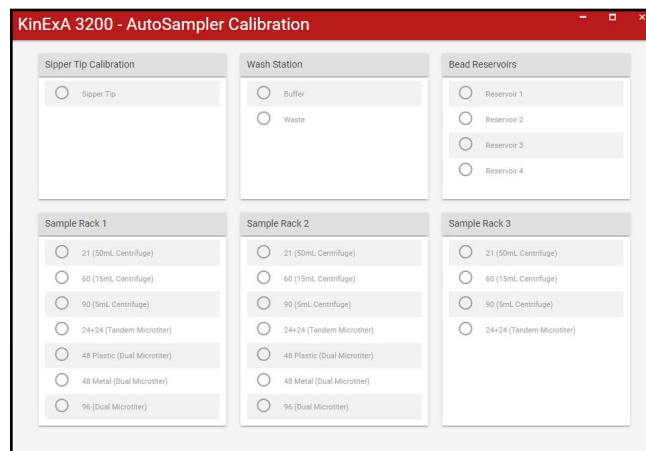 KinExA 3200 - AutoSampler Calibration
Sipper Tip Calibration
Sipper Tip
Wash Station
Buffer
Waste
Bead Reservoirs
Reservoir 1
Reservoir 2
Reservoir 3
Reservoir 4
Sample Rack 1
21 (50mL Centrifuge)
60 (15mL Centrifuge)
90 (5mL Centrifuge)
24+24 (Tandem Microtiter)
48 Plastic (Dual Microtiter)
48 Metal (Dual Microtiter)
96 (Dual Microtiter)
Sample Rack 2
21 (50mL Centrifuge)
60 (15mL Centrifuge)
90 (5mL Centrifuge)
24+24 (Tandem Microtiter)
48 Plastic (Dual Microtiter)
48 Metal (Dual Microtiter)
96 (Dual Microtiter)
Sample Rack 3
21 (50mL Centrifuge)
60 (15mL Centrifuge)
90 (5mL Centrifuge)
24+24 (Tandem Microtiter)